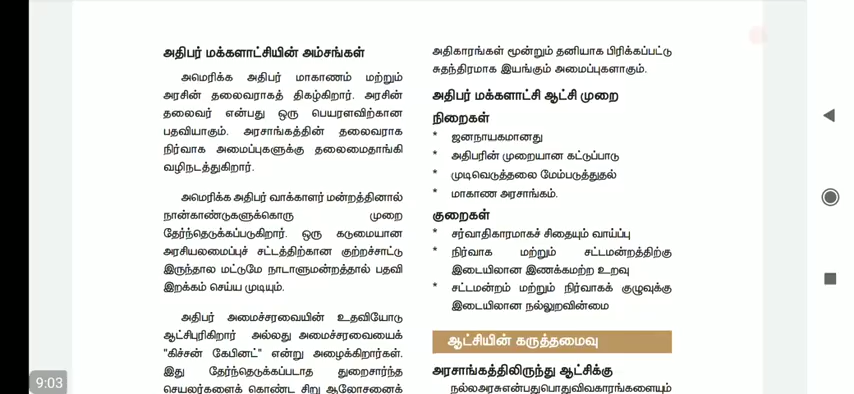 அதிபர் மக்களாட்சியின் அம்சங்கள்
அமெரிக்க அதிபர் மாகாணம் மற்றும்
அரசின் தலைவராகத் திகழ்கிறார். அரசின்
தலைவர் என்பது ஒரு பெயரளவிற்கான
பதவியாகும். அரசாங்கத்தின் தலைவராக
நிர்வாக அமைப்புகளுக்கு தலைமைதாங்கி
வழிநடத்துகிறார்.
அமெரிக்க அதிபர் வாக்காளர் மன்றத்தினால்
நான்காண்டுகளுக்கொரு முறை
தேர்ந்தெடுக்கப்படுகிறார். ஒரு கடுமையான
அரசியலமைப்புச் சட்டத்திற்கான குற்றச்சாட்டு
இருந்தால் மட்டுமே நாடாளுமன்றத்தால் பதவி
இறக்கம் செய்ய முடியும்.
அதிபர் அமைச்சரவையின் உதவியோடு
ஆட்சிபுரிகிறார் அல்லது அமைச்சரவையைக்
"கிச்சன் கேபினட்" என்று அழைக்கிறார்கள்.
இது தேர்ந்தெடுக்கப்படாத துறைசார்ந்த
செயலர்களைக் கொண்ட சிறு ஆலோசனைக்
அதிகாரங்கள் மூன்றும் தனியாக பிரிக்கப்பட்டு
சுதந்திரமாக இயங்கும் அமைப்புகளாகும்.
அதிபர் மக்களாட்சி ஆட்சி முறை
நிறைகள்
* ஜனநாயகமானது
* அதிபரின் முறையான கட்டுப்பாடு
* முடிவெடுத்தலை மேம்படுத்துதல்
* மாகாண அரசாங்கம்.
குறைகள்
* சர்வாதிகாரமாகச் சிதையும் வாய்ப்பு
* நிர்வாக மற்றும் சட்டமன்றத்திற்கு
இடையிலான இணக்கமற்ற உறவு
* சட்டமன்றம் மற்றும் நிர்வாகக் குழுவுக்கு
இடையிலான நல்லுறவின்மை
ஆட்சியின் கருத்தமைவு
அரசாங்கத்திலிருந்து ஆட்சிக்கு
நல்லஅரசுஎன்பதுபொதுவிவகாரங்களையும்
9:03